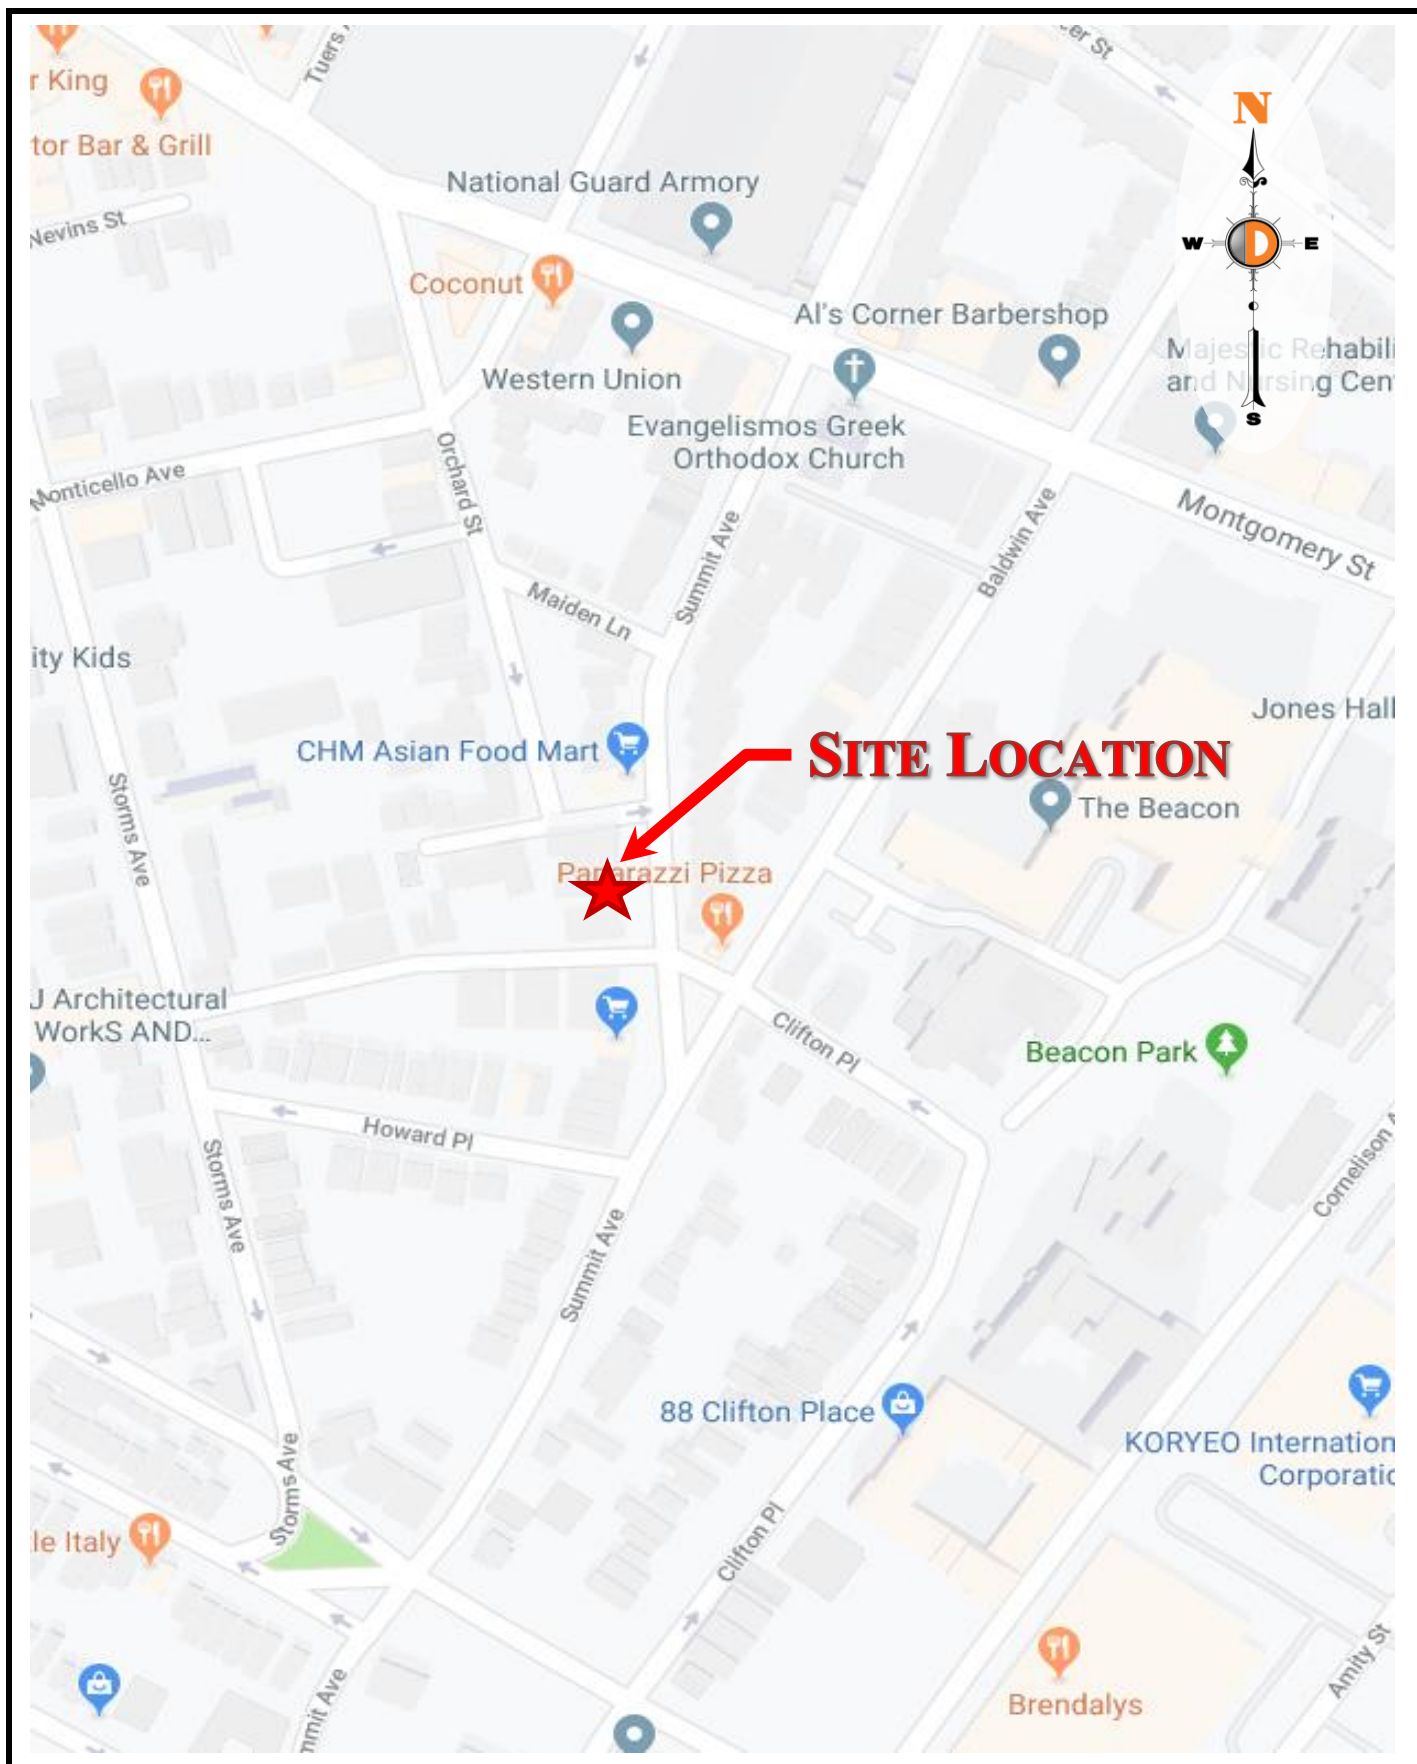 Tuers
cer St
r King
tor Bar & Grill
N
National Guard Armory
Nevins St
W
D
E
Coconut
Al's Corner Barbershop
Majestic Rehabili
and Nursing Cen
Western Union
S
Evangelismos Greek
Orthodox Church
Monticello Ave
Orchard St
Summit Ave
Baldwin Ave
Montgomery St
Maiden Ln
ity Kids
Jones Hall
CHM Asian Food Mart
SITE LOCATION
Storms Ave
The Beacon
Paparazzi Pizza
J Architectural
WorkS AND...
Clifton Pl
Beacon Park
Howard Pl
Storms Ave
Cornelison A
Summit Ave
88 Clifton Place
KORYEO Internation
Corporatio
Storms Ave
le Italy
Clifton Pl
Amity St
mmit Ave
Brendalys